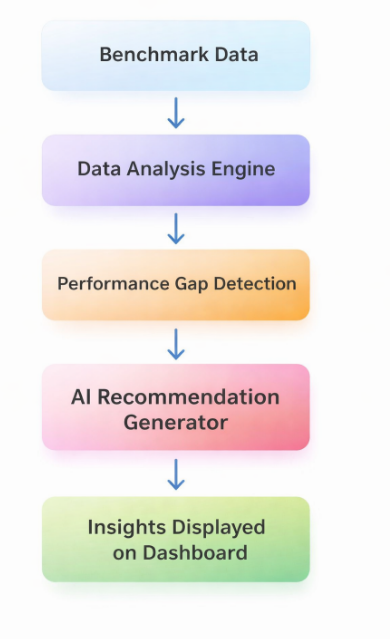 Benchmark Data
Data Analysis Engine
Performance Gap Detection
AI Recommendation
Generator
Insights Displayed
on Dashboard